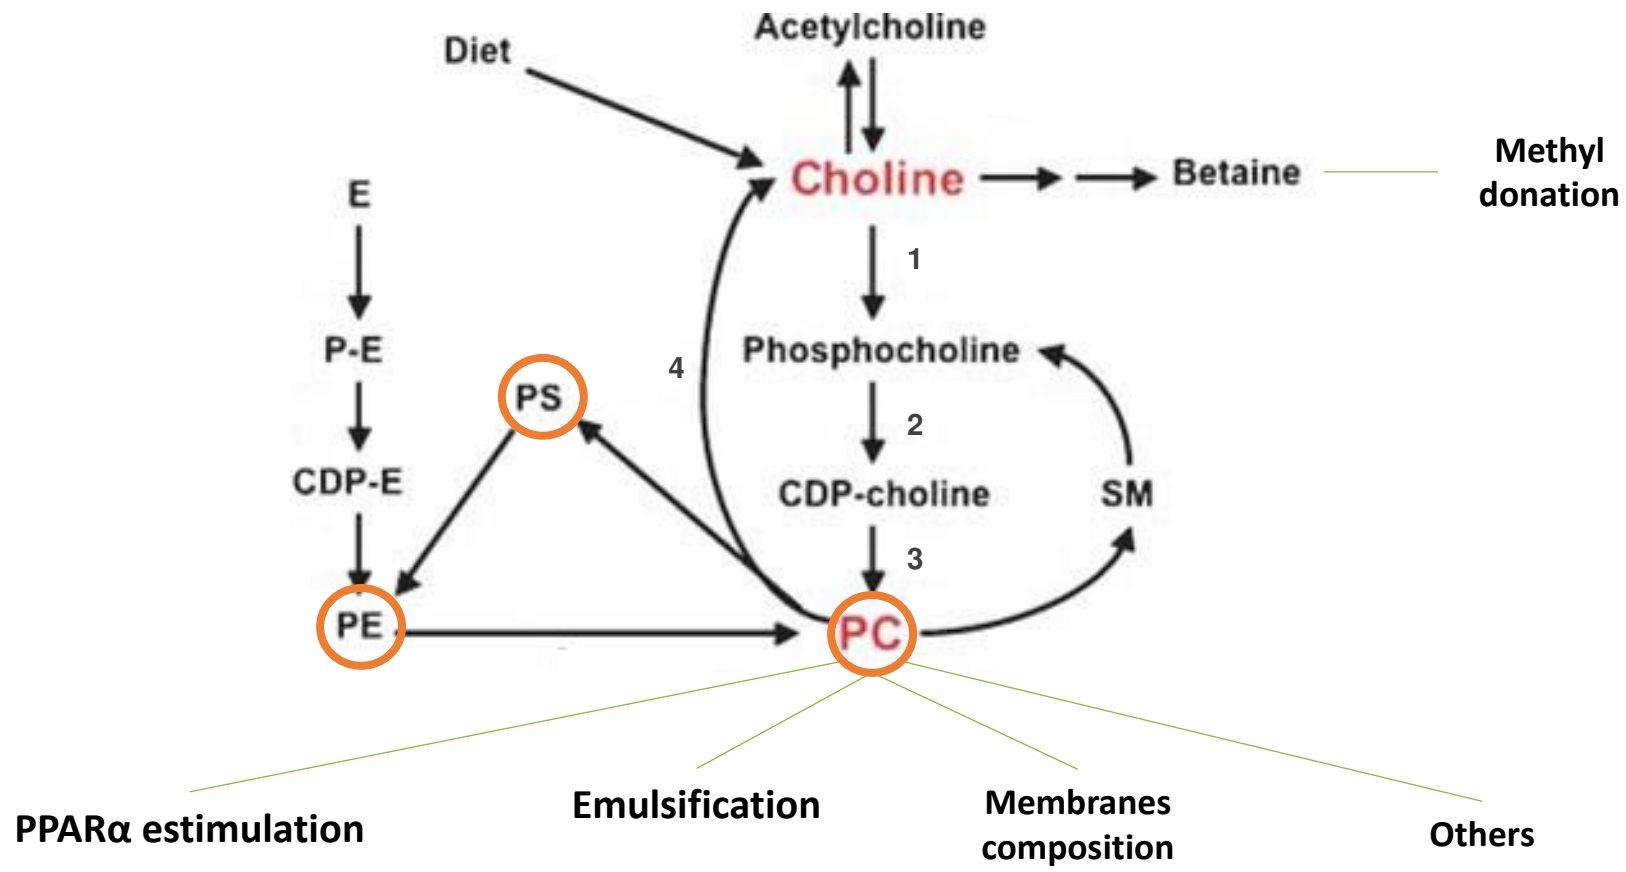 Acetylcholine
Diet
Choline
Betaine
Methyl
donation
E
1
P-E
Phosphocholine
4
PS
2
CDP-E
CDP-choline
SM
3
PE
PC
PPARα estimulation
Emulsification
Membranes
composition
Others